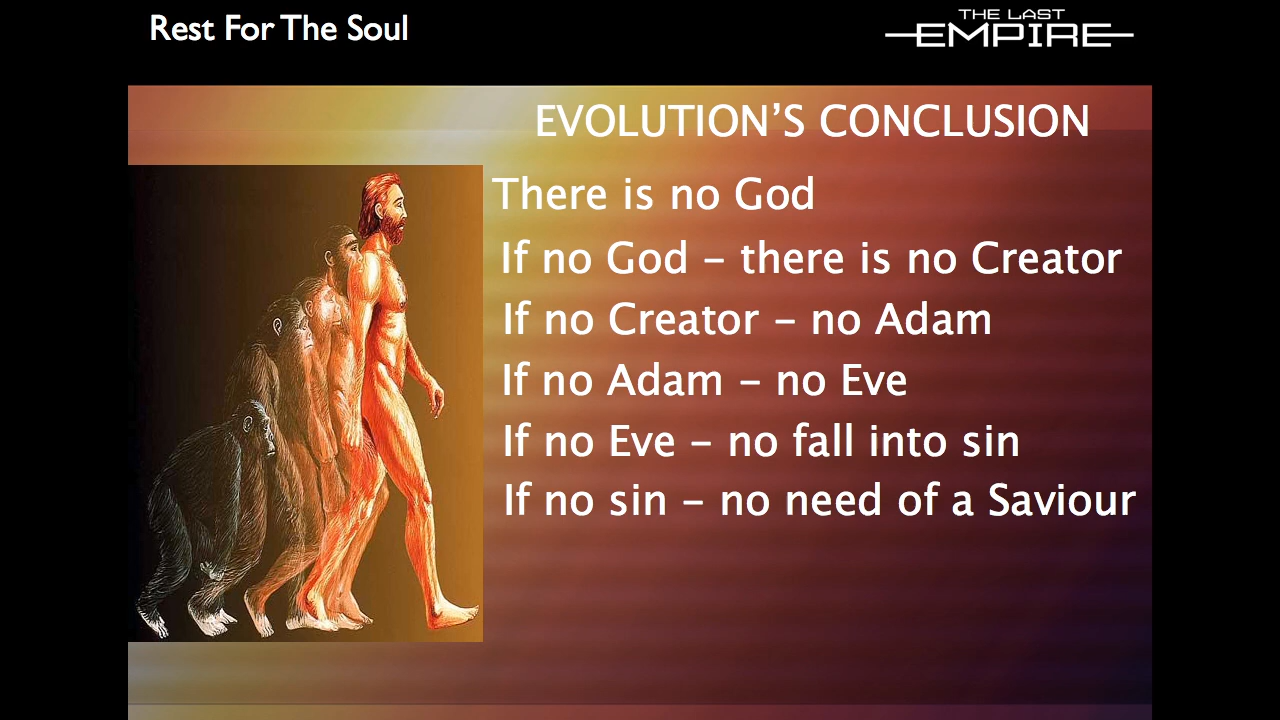 Rest For The Soul
THE LAST
EMPIRE
EVOLUTION’S CONCLUSION
There is no God
If no God – there is no Creator
If no Creator – no Adam
If no Adam – no Eve
If no Eve – no fall into sin
If no sin – no need of a Saviour